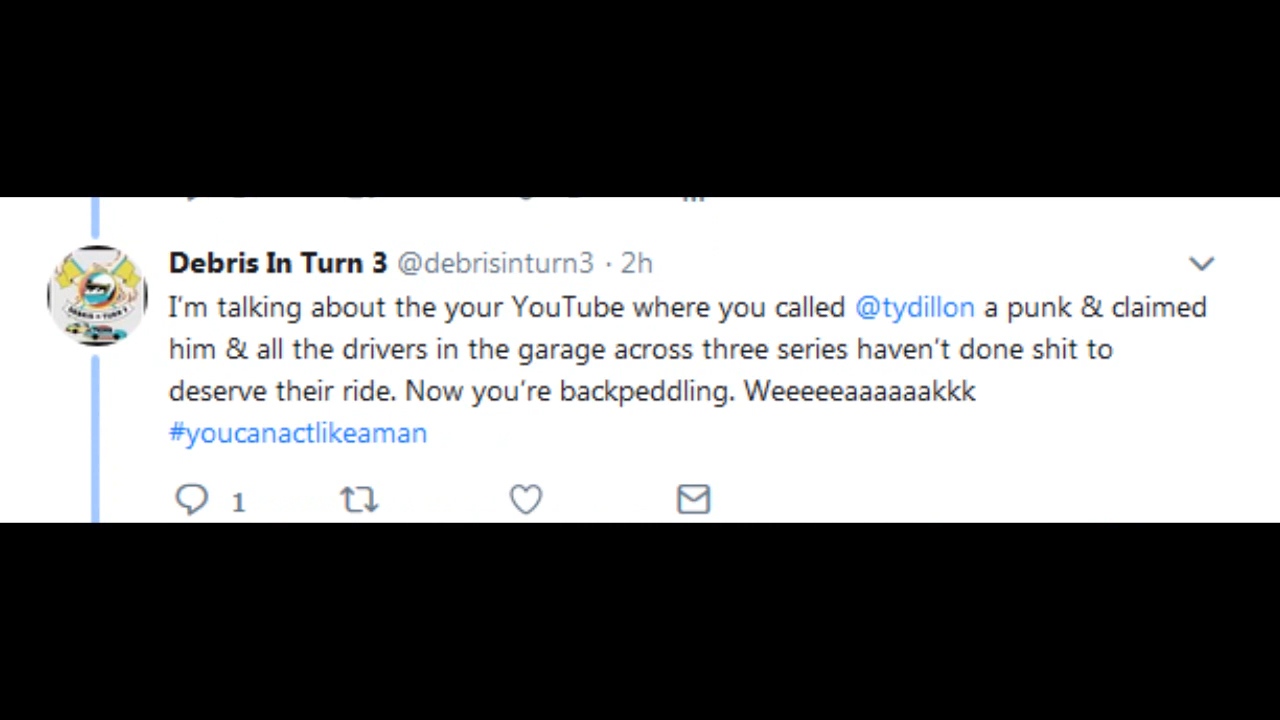 Debris In Turn 3 @debrisinturn3 · 2h
I'm talking about the your YouTube where you called @tydillon a punk & claimed
him & all the drivers in the garage across three series haven't done shit to
deserve their ride. Now you're backpeddling. Weeeeeaaaaaakkk
#youcanactlikeaman
1